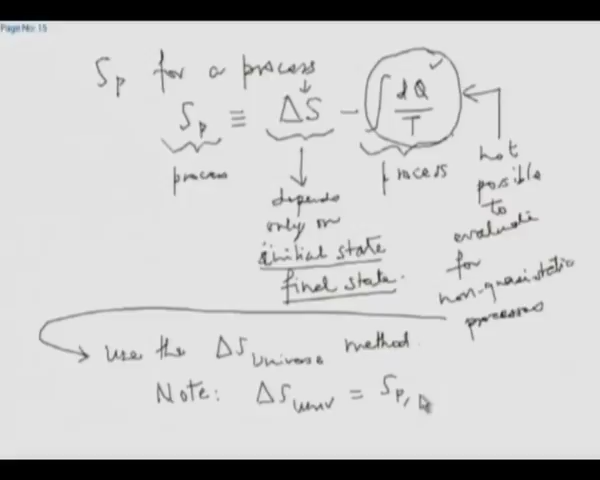 Page No: 15
Sp for a process
Sp ≡ ΔS - ∫ dQ/T
process
depends
only on
initial state
final state.
process
not
possible
to
evaluate
for
non-quasistatic
processes
use the ΔS Universe method.
Note: ΔS univ = Sp,